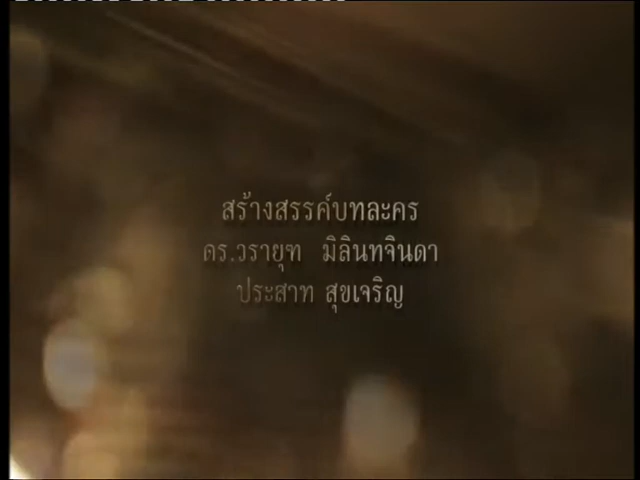 สร้างสรรค์บทละคร
ดร.วรายุฑ มิลินทจินดา
ประสาท สุขเจริญ